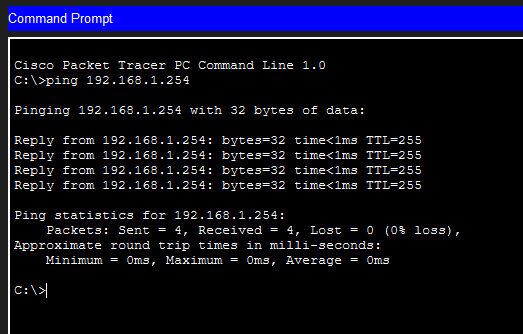 Command Prompt
Cisco Packet Tracer PC Command Line 1.0
C:\>ping 192.168.1.254
Pinging 192.168.1.254 with 32 bytes of data:
Reply from 192.168.1.254: bytes=32 time<1ms TTL=255
Reply from 192.168.1.254: bytes=32 time<1ms TTL=255
Reply from 192.168.1.254: bytes=32 time<1ms TTL=255
Reply from 192.168.1.254: bytes=32 time<1ms TTL=255
Ping statistics for 192.168.1.254:
    Packets: Sent = 4, Received = 4, Lost = 0 (0% loss),
Approximate round trip times in milli-seconds:
    Minimum = 0ms, Maximum = 0ms, Average = 0ms
C:\>